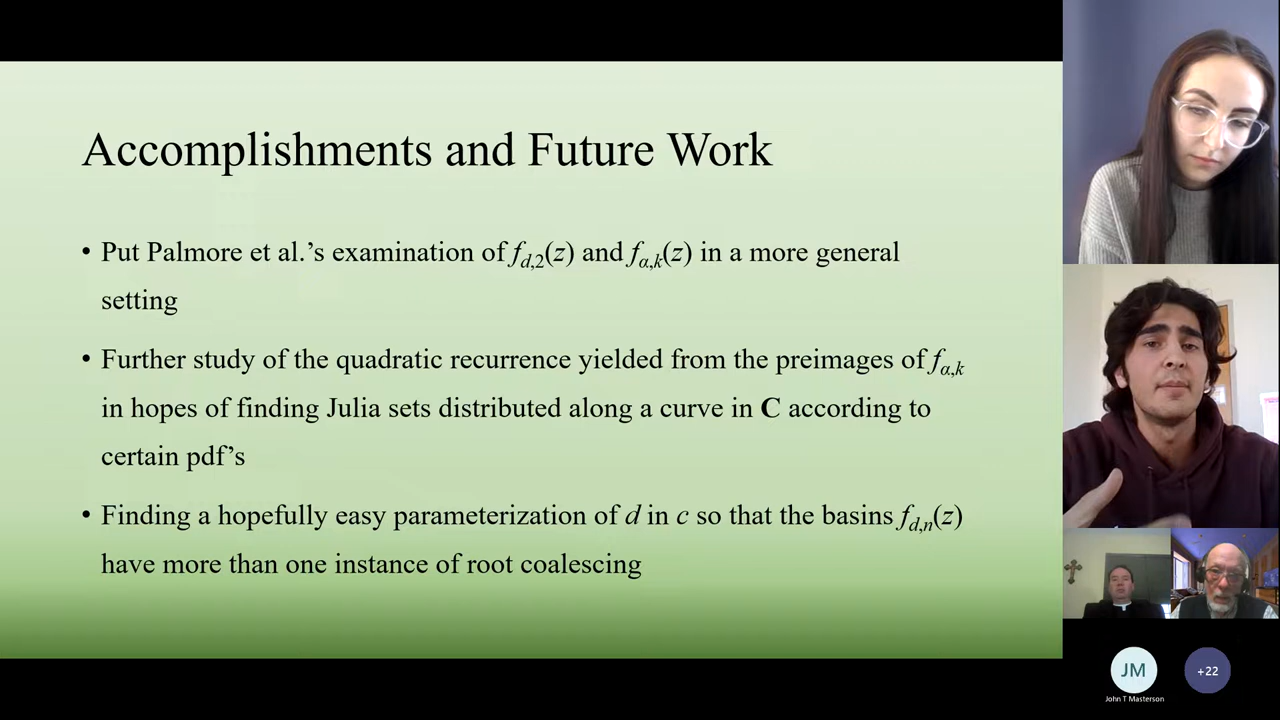 Accomplishments and Future Work
• Put Palmore et al.’s examination of f_{d,2}(z) and f_{α,k}(z) in a more general
setting
• Further study of the quadratic recurrence yielded from the preimages of f_{α,k}
in hopes of finding Julia sets distributed along a curve in C according to
certain pdf’s
• Finding a hopefully easy parameterization of d in c so that the basins f_{d,n}(z)
have more than one instance of root coalescing
JM
+22
John T Masterson